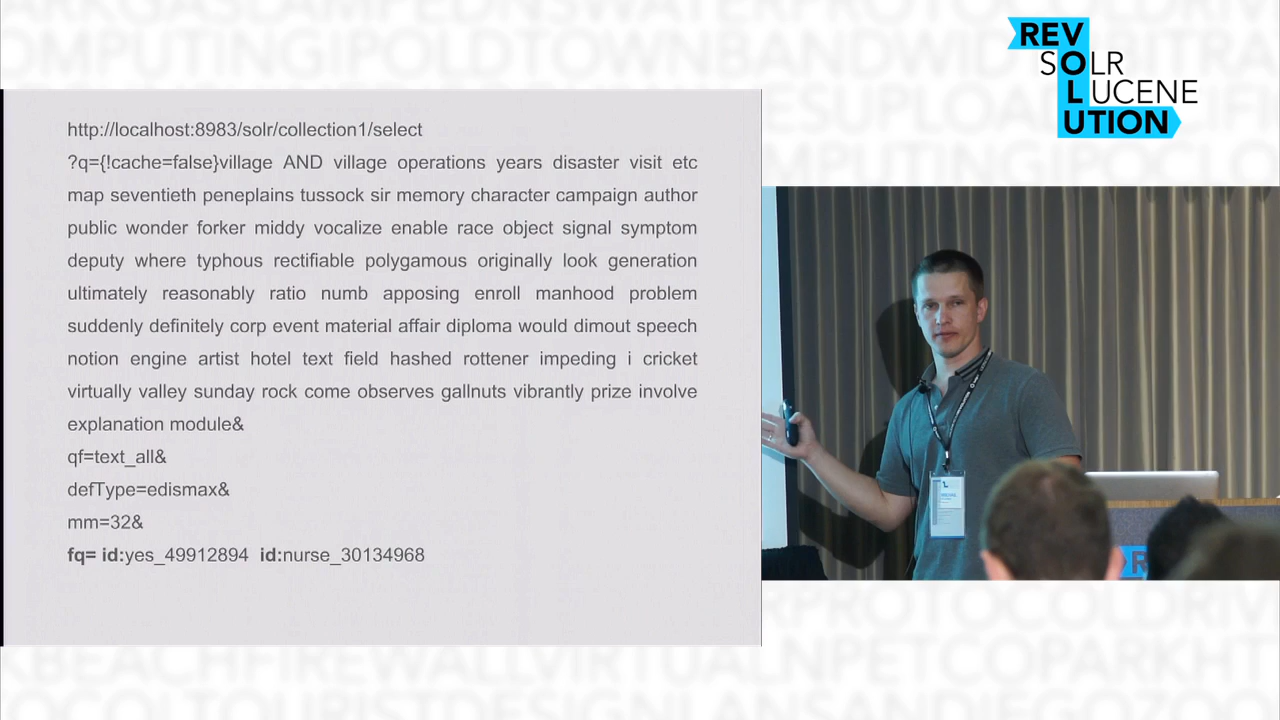 REV
SOLR
LUCENE
UTION
http://localhost:8983/solr/collection1/select
?q={!cache=false}village AND village operations years disaster visit etc
map seventieth peneplains tussock sir memory character campaign author
public wonder forker middy vocalize enable race object signal symptom
deputy where typhous rectifiable polygamous originally look generation
ultimately reasonably ratio numb apposing enroll manhood problem
suddenly definitely corp event material affair diploma would dimout speech
notion engine artist hotel text field hashed rottener impeding i cricket
virtually valley sunday rock come observes gallnuts vibrantly prize involve
explanation module&
qf=text_all&
defType=edismax&
mm=32&
fq= id:yes_49912894 id:nurse_30134968